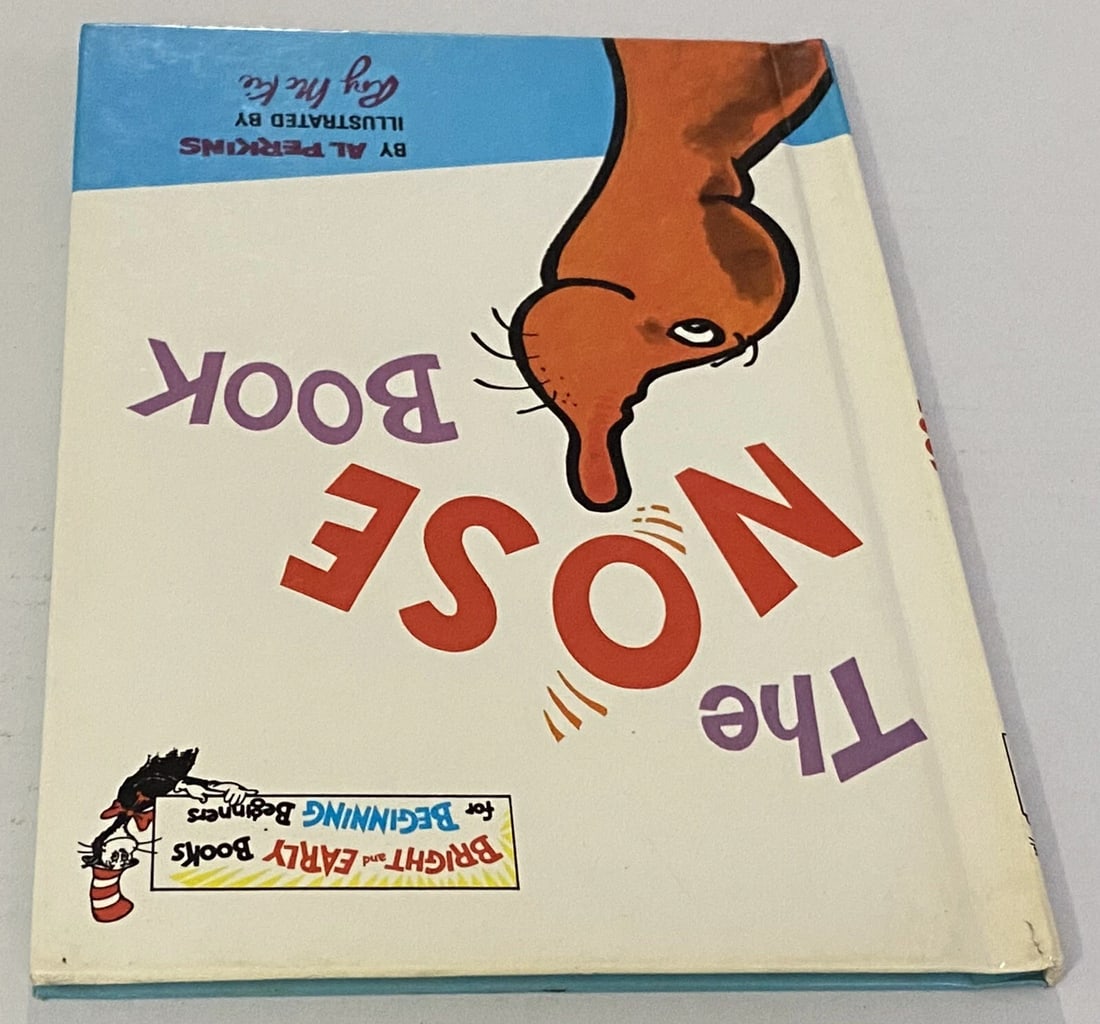 BRIGHT and EARLY BOOKS
for BEGINNING Beginners
The
NOSE
BOOK
BY AL PERKINS
ILLUSTRATED BY
Roy McKie